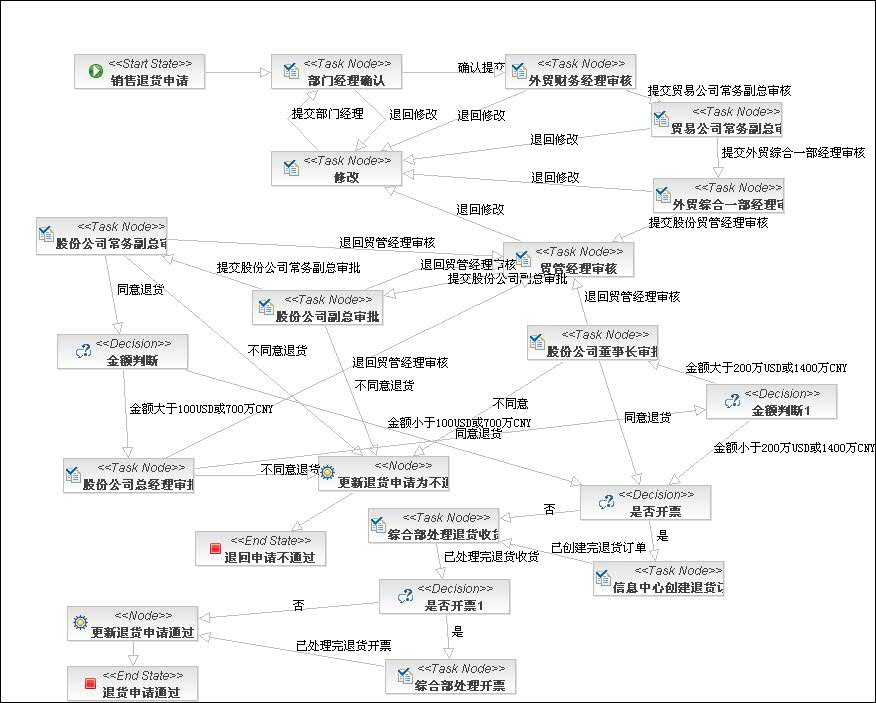 <<Start State>>
销售退货申请
<<Task Node>>
部门经理确认
确认提交
<<Task Node>>
外贸财务经理审核
提交贸易公司常务副总审核
提交部门经理
退回修改
退回修改
<<Task Node>>
贸易公司常务副总审
退回修改
提交外贸综合一部经理审核
<<Task Node>>
修改
退回修改
<<Task Node>>
外贸综合一部经理审
退回修改
提交股份贸管经理审核
<<Task Node>>
股份公司常务副总审
退回贸管经理审核
<<Task Node>>
贸管经理审核
提交股份公司常务副总审批
退回贸管经理审核
提交股份公司副总审批
同意退货
<<Task Node>>
股份公司副总审批
退回贸管经理审核
<<Decision>>
金额判断
不同意退货
<<Task Node>>
股份公司董事长审批
退回贸管经理审核
金额大于200万USD或1400万CNY
不同意退货
<<Decision>>
金额判断1
金额大于100USD或700万CNY
不同意
金额小于100USD或700万CNY
同意退货
同意退货
金额小于200万USD或1400万CNY
<<Task Node>>
股份公司总经理审批
不同意退货
<<Node>>
更新退货申请为不通
<<Decision>>
是否开票
否
是
<<Task Node>>
综合部处理退货收货
<<End State>>
退回申请不通过
已创建完退货订单
已处理完退货收货
<<Task Node>>
信息中心创建退货订
<<Decision>>
是否开票1
否
<<Node>>
更新退货申请通过
是
已处理完退货开票
<<End State>>
退货申请通过
<<Task Node>>
综合部处理开票